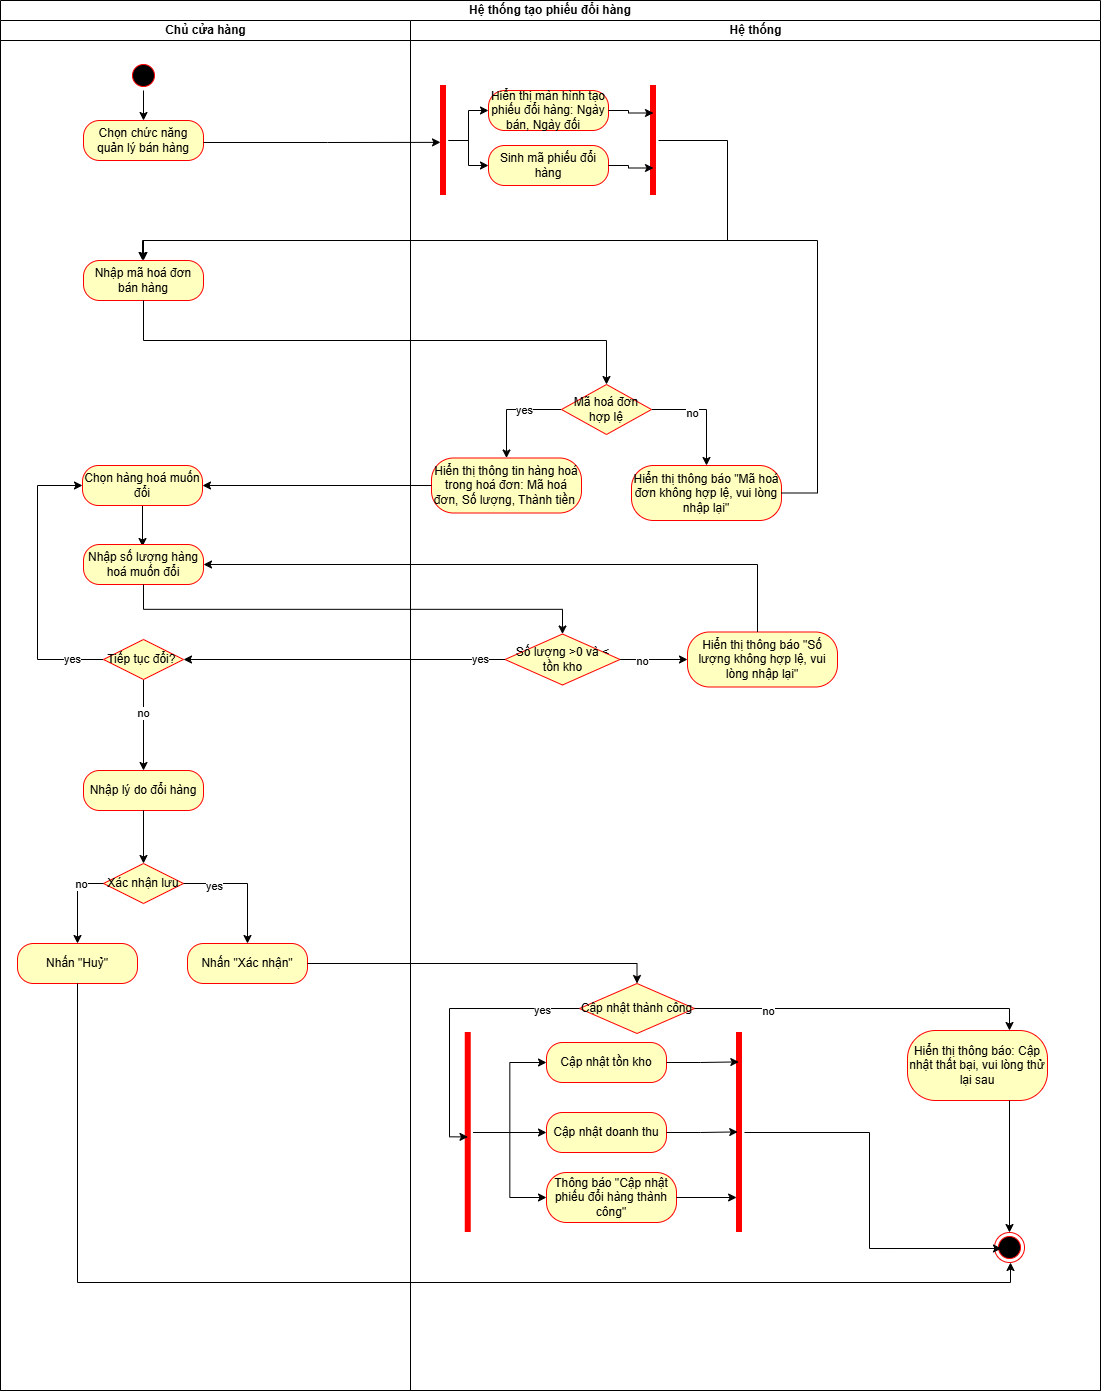 Hệ thống tạo phiếu đổi hàng
Chủ cửa hàng
Hệ thống
Chọn chức năng
quản lý bán hàng
Hiển thị màn hình tạo
phiếu đổi hàng: Ngày
bán, Ngày đổi
Sinh mã phiếu đổi
hàng
Nhập mã hoá đơn
bán hàng
Mã hoá đơn
hợp lệ
yes
no
Hiển thị thông tin hàng hoá
trong hoá đơn: Mã hoá
đơn, Số lượng, Thành tiền
Hiển thị thông báo "Mã hoá
đơn không hợp lệ, vui lòng
nhập lại"
Chọn hàng hoá muốn
đổi
Nhập số lượng hàng
hoá muốn đổi
Số lượng >0 và <
tồn kho
yes
no
Hiển thị thông báo "Số
lượng không hợp lệ, vui
lòng nhập lại"
Tiếp tục đổi?
yes
no
Nhập lý do đổi hàng
Xác nhận lưu
no
yes
Nhấn "Huỷ"
Nhấn "Xác nhận"
Cập nhật thành công
yes
no
Cập nhật tồn kho
Cập nhật doanh thu
Thông báo "Cập nhật
phiếu đổi hàng thành
công"
Hiển thị thông báo: Cập
nhật thất bại, vui lòng thử
lại sau